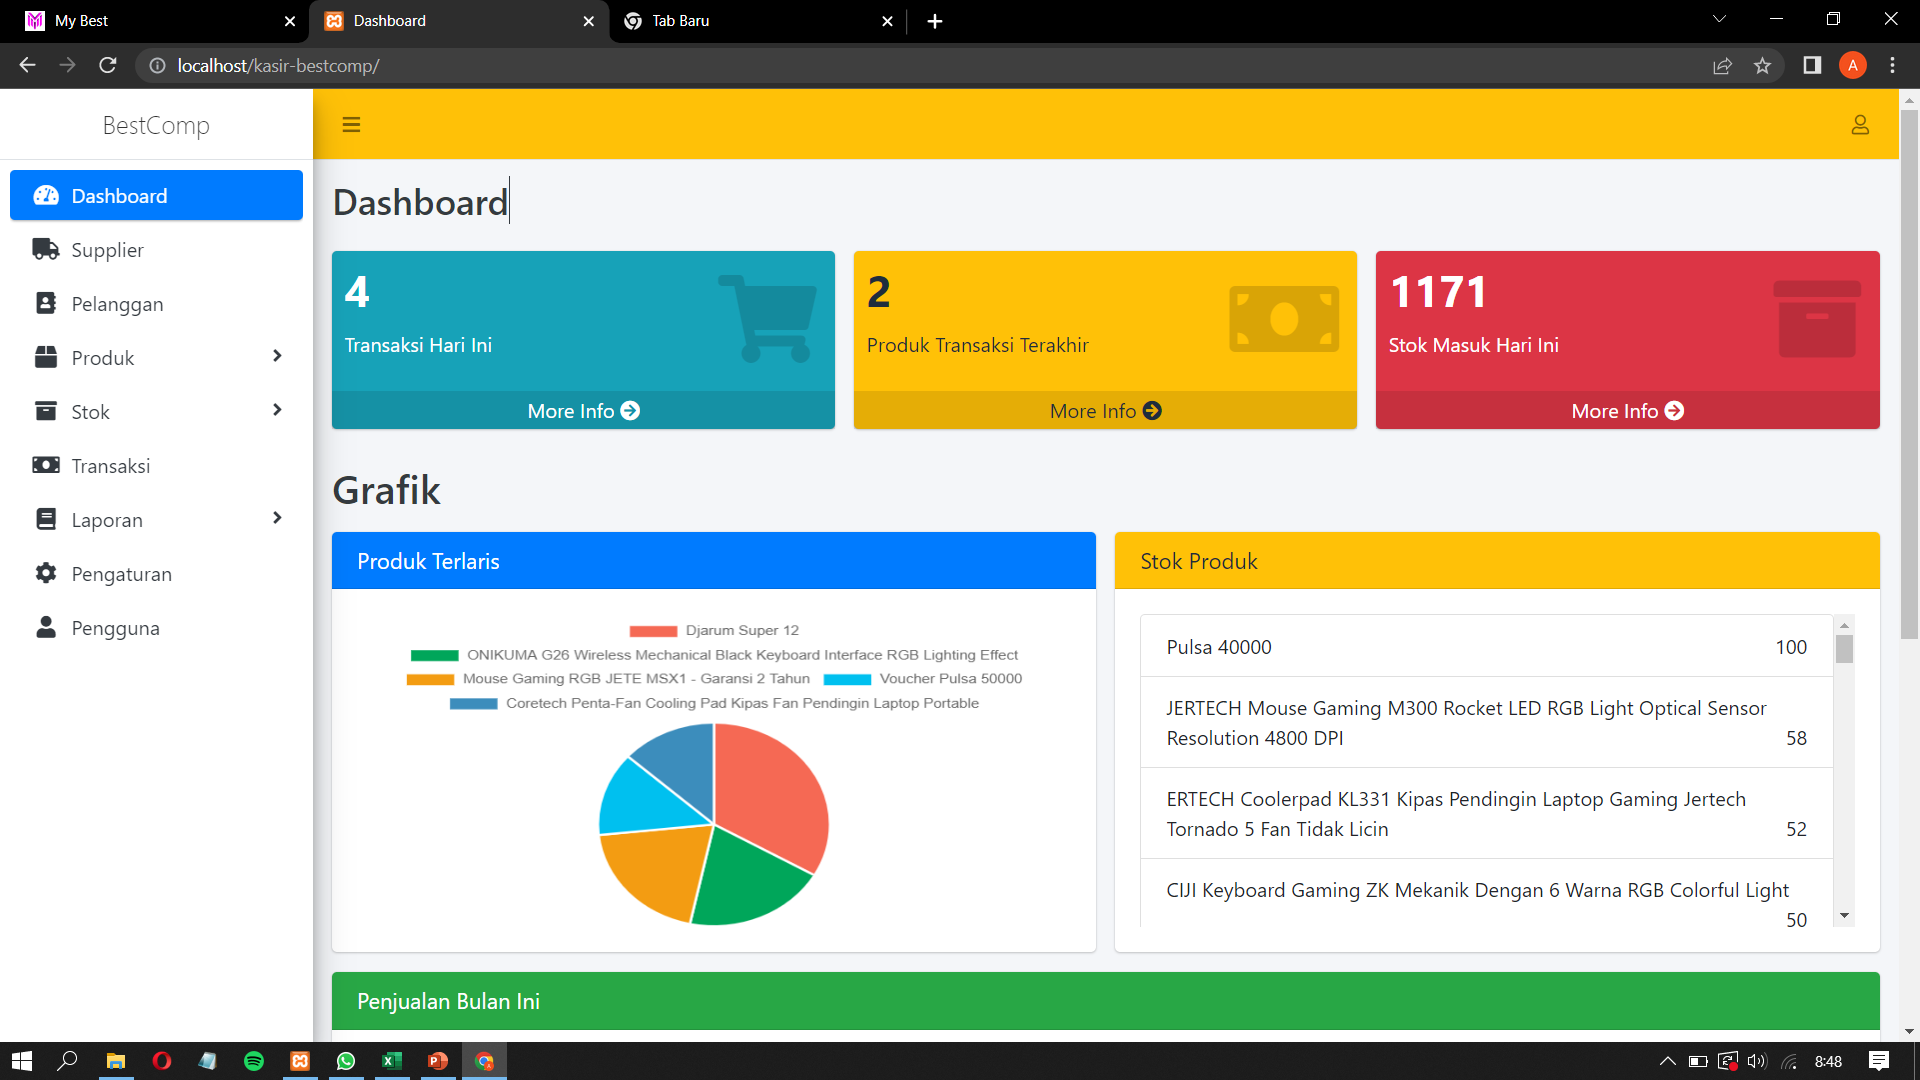 My Best
Dashboard
Tab Baru
localhost/kasir-bestcomp/
A
BestComp
Dashboard
Supplier
Pelanggan
Produk
Stok
Transaksi
Laporan
Pengaturan
Pengguna
Dashboard
4
Transaksi Hari Ini
More Info
2
Produk Transaksi Terakhir
More Info
1171
Stok Masuk Hari Ini
More Info
Grafik
Produk Terlaris
Djarum Super 12
ONIKUMA G26 Wireless Mechanical Black Keyboard Interface RGB Lighting Effect
Mouse Gaming RGB JETE MSX1 - Garansi 2 Tahun Voucher Pulsa 50000
Coretech Penta-Fan Cooling Pad Kipas Fan Pendingin Laptop Portable
Stok Produk
Pulsa 40000 100
JERTECH Mouse Gaming M300 Rocket LED RGB Light Optical Sensor
Resolution 4800 DPI 58
ERTECH Coolerpad KL331 Kipas Pendingin Laptop Gaming Jertech
Tornado 5 Fan Tidak Licin 52
CIJI Keyboard Gaming ZK Mekanik Dengan 6 Warna RGB Colorful Light
50
Penjualan Bulan Ini
8:48